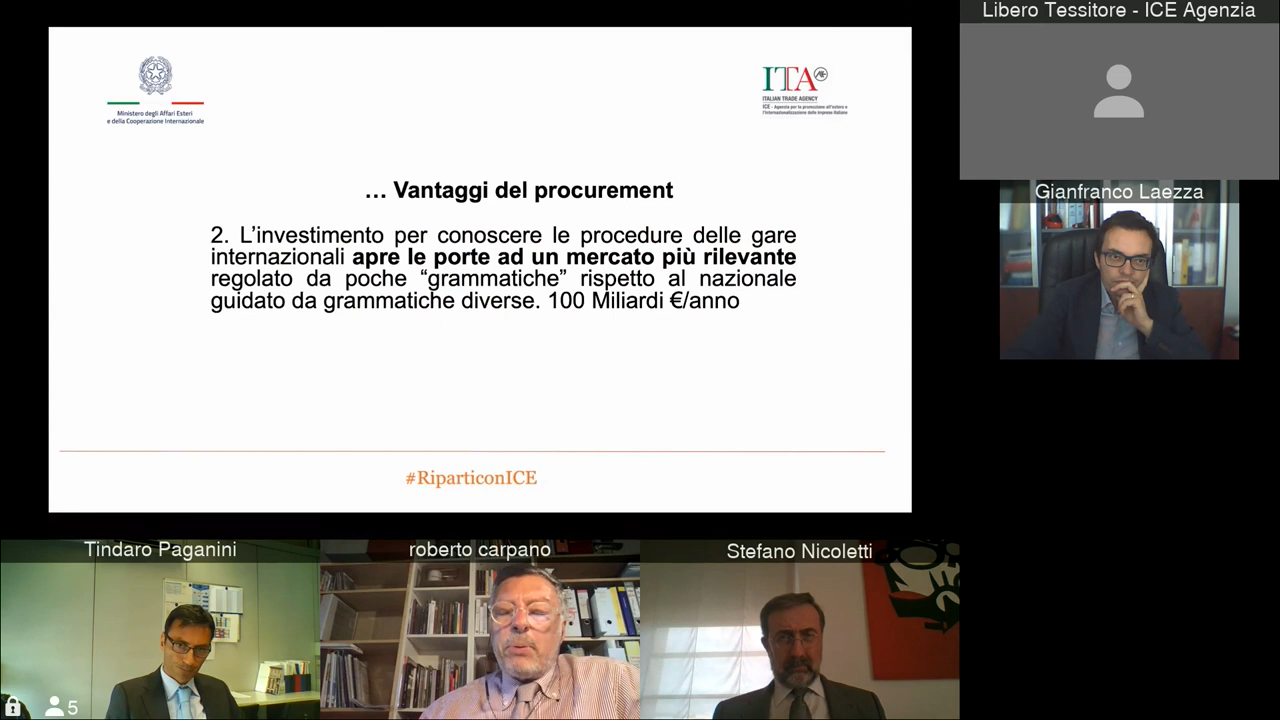 Libero Tessitore - ICE Agenzia
Ministero degli Affari Esteri
e della Cooperazione Internazionale
ITA
ITALIAN TRADE AGENCY
ICE - Agenzia per la promozione all'estero e
l'internazionalizzazione delle imprese italiane
… Vantaggi del procurement
2. L’investimento per conoscere le procedure delle gare
internazionali apre le porte ad un mercato più rilevante
regolato da poche “grammatiche” rispetto al nazionale
guidato da grammatiche diverse. 100 Miliardi €/anno
#RiparticonICE
Gianfranco Laezza
Tindaro Paganini
roberto carpano
Stefano Nicoletti
5